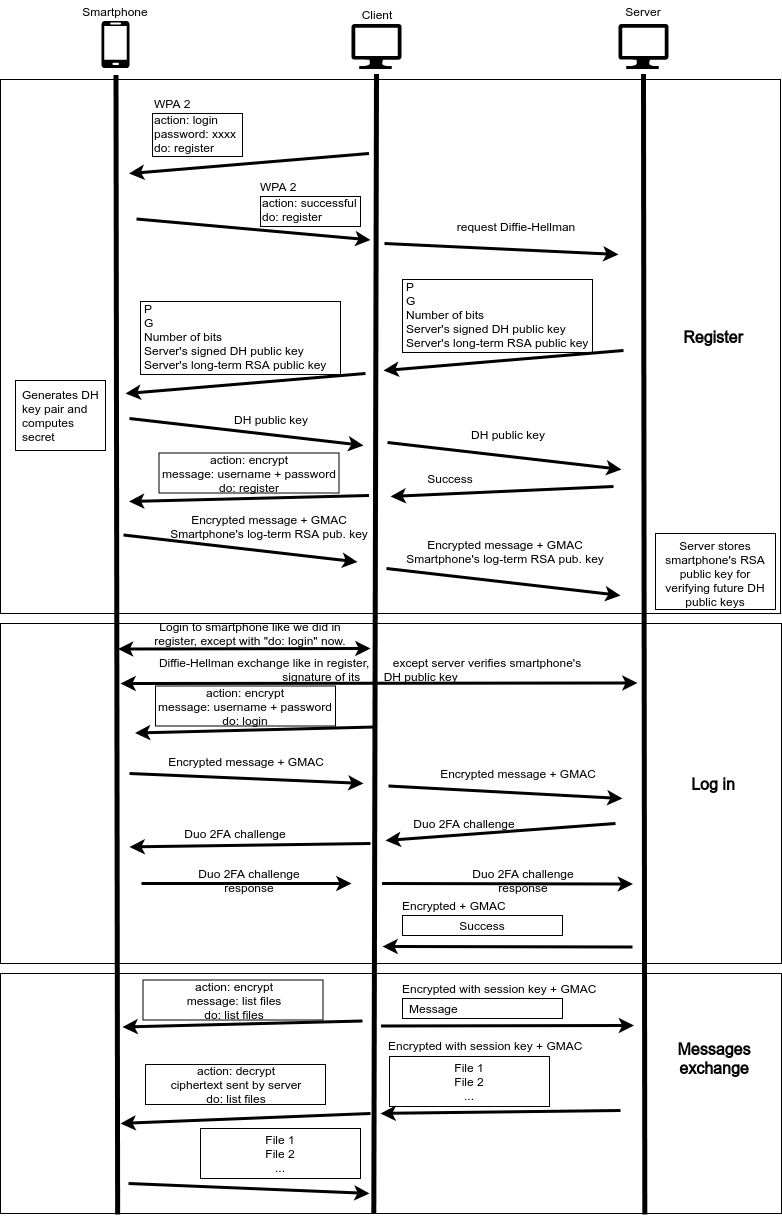 Smartphone
Client
Server
WPA 2
action: login
password: xxxx
do: register
WPA 2
action: successful
do: register
request Diffie-Hellman
P
G
Number of bits
Server's signed DH public key
Server's long-term RSA public key
P
G
Number of bits
Server's signed DH public key
Server's long-term RSA public key
Register
Generates DH
key pair and
computes
secret
DH public key
DH public key
action: encrypt
message: username + password
do: register
Success
Encrypted message + GMAC
Smartphone's log-term RSA pub. key
Encrypted message + GMAC
Smartphone's log-term RSA pub. key
Server stores
smartphone's RSA
public key for
verifying future DH
public keys
Login to smartphone like we did in
register, except with "do: login" now.
Diffie-Hellman exchange like in register, except server verifies smartphone's
signature of its DH public key
action: encrypt
message: username + password
do: login
Encrypted message + GMAC
Encrypted message + GMAC
Log in
Duo 2FA challenge
Duo 2FA challenge
Duo 2FA challenge
response
Duo 2FA challenge
response
Encrypted + GMAC
Success
action: encrypt
message: list files
do: list files
Encrypted with session key + GMAC
Message
Encrypted with session key + GMAC
File 1
File 2
...
Messages
exchange
action: decrypt
ciphertext sent by server
do: list files
File 1
File 2
...